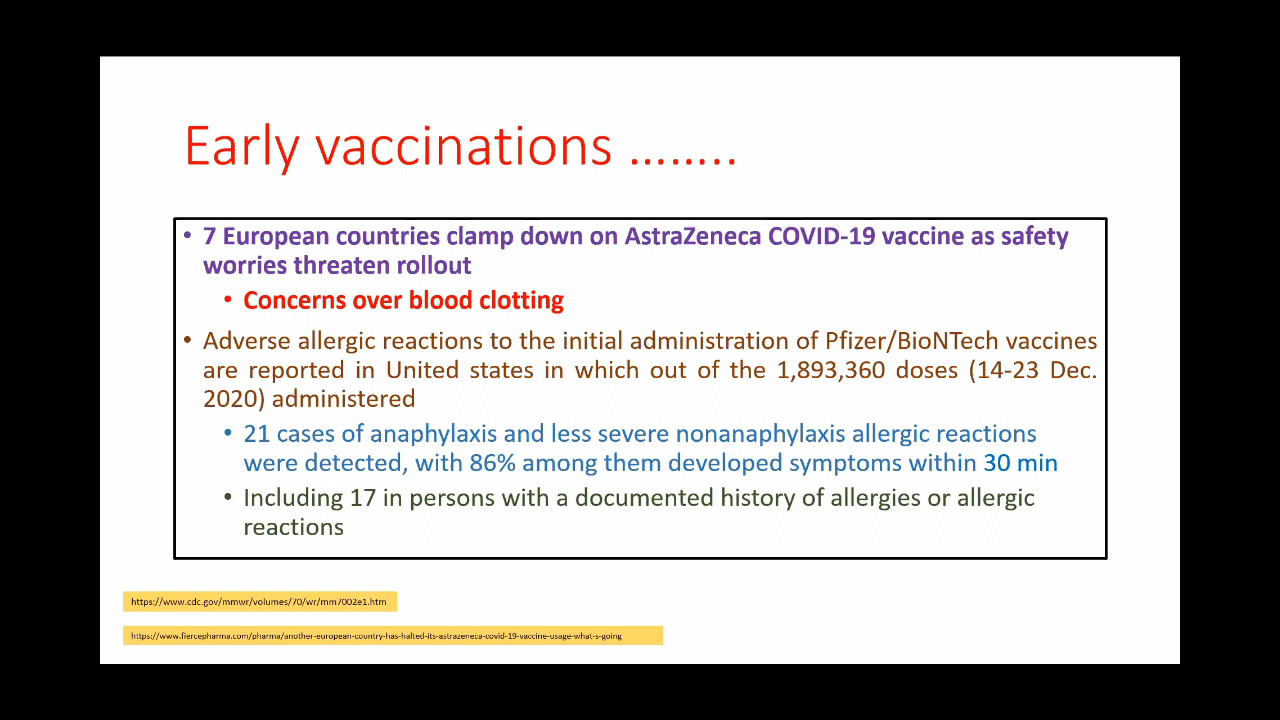 Early vaccinations ……..
• 7 European countries clamp down on AstraZeneca COVID-19 vaccine as safety
worries threaten rollout
• Concerns over blood clotting
• Adverse allergic reactions to the initial administration of Pfizer/BioNTech vaccines
are reported in United states in which out of the 1,893,360 doses (14-23 Dec.
2020) administered
• 21 cases of anaphylaxis and less severe nonanaphylaxis allergic reactions
were detected, with 86% among them developed symptoms within 30 min
• Including 17 in persons with a documented history of allergies or allergic
reactions
https://www.cdc.gov/mmwr/volumes/70/wr/mm7002e1.htm
https://www.fiercepharma.com/pharma/another-european-country-has-halted-its-astrazeneca-covid-19-vaccine-usage-what-s-going